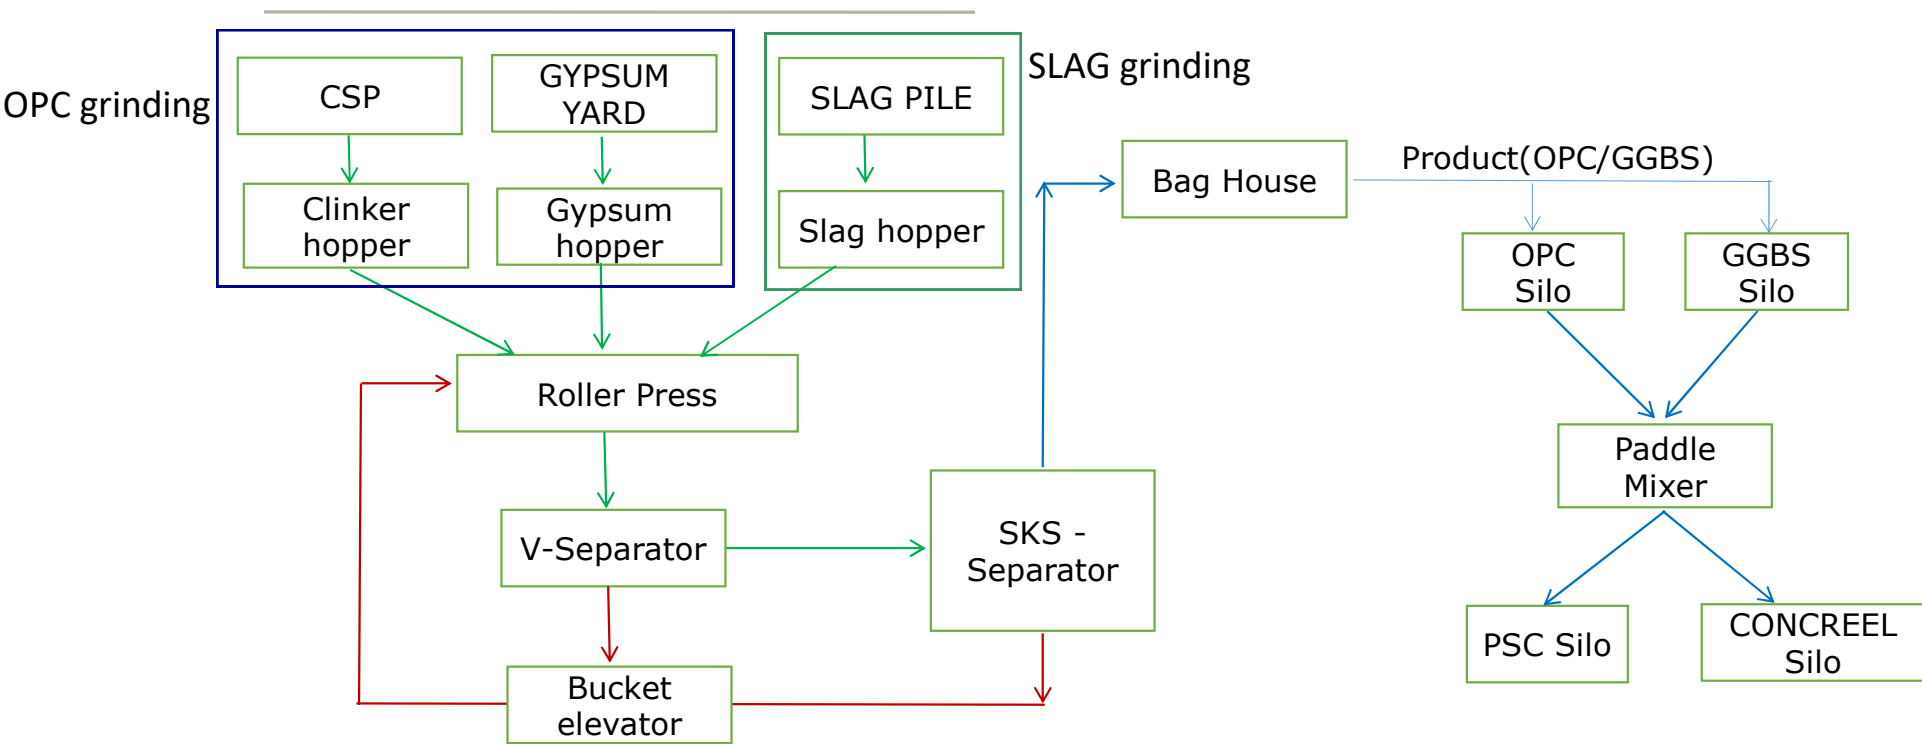 OPC grinding
CSP
GYPSUM
YARD
SLAG PILE
SLAG grinding
Clinker
hopper
Gypsum
hopper
Slag hopper
Bag House
Product(OPC/GGBS)
OPC
Silo
GGBS
Silo
Roller Press
Paddle
Mixer
V-Separator
SKS -
Separator
PSC Silo
CONCREEL
Silo
Bucket
elevator